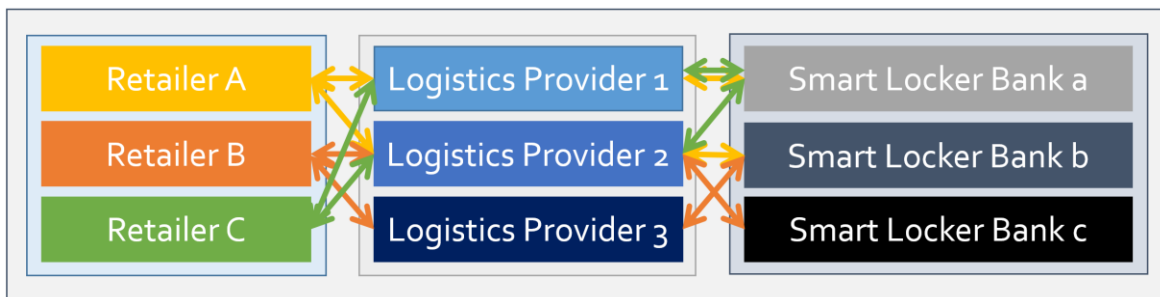 Retailer A
Logistics Provider 1
Smart Locker Bank a
Retailer B
Logistics Provider 2
Smart Locker Bank b
Retailer C
Logistics Provider 3
Smart Locker Bank c